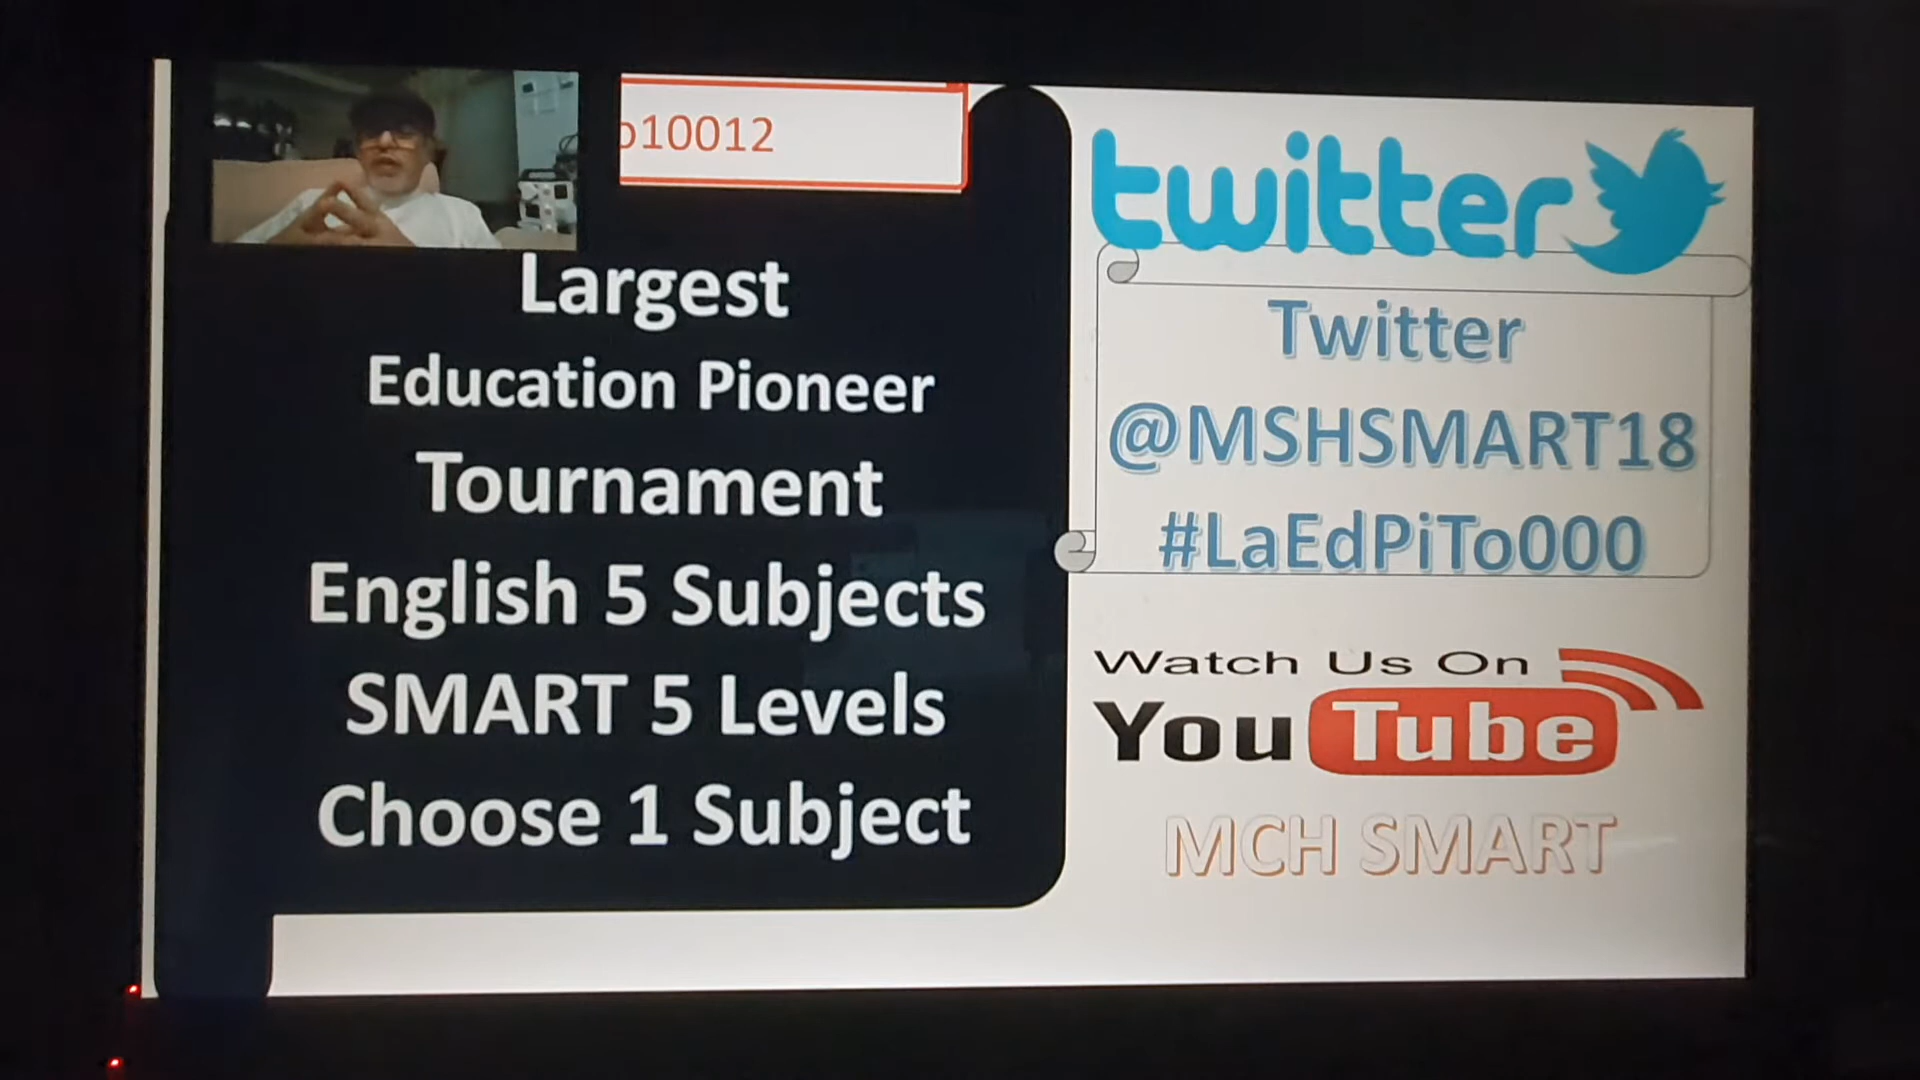 o10012
Largest
Education Pioneer
Tournament
English 5 Subjects
SMART 5 Levels
Choose 1 Subject
twitter
Twitter
@MSHSMART18
#LaEdPiTo000
Watch Us On
YouTube
MCH SMART